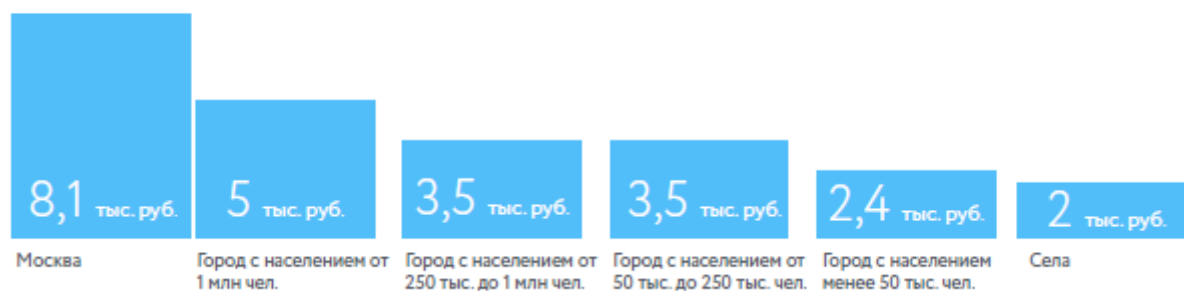 8,1 тыс. руб.
5 тыс. руб.
3,5 тыс. руб.
3,5 тыс. руб.
2,4 тыс. руб.
2 тыс. руб.
Москва
Город с населением от
1 млн чел.
Город с населением от
250 тыс. до 1 млн чел.
Город с населением от
50 тыс. до 250 тыс. чел.
Город с населением
менее 50 тыс. чел.
Села